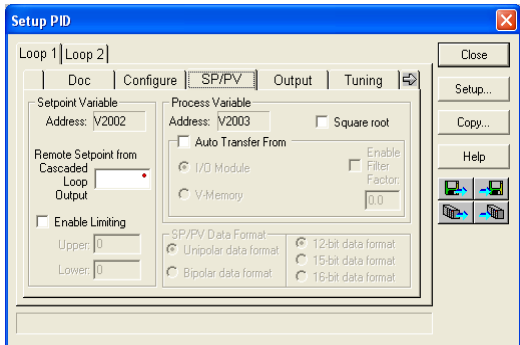 Setup PID
Loop 1 Loop 2
Doc Configure SP/PV Output Tuning
Setpoint Variable
Address: V2002
Remote Setpoint from
Cascaded
Loop
Output
Enable Limiting
Upper: 0
Lower: 0
Process Variable
Address: V2003
Square root
Auto Transfer From
I/O Module
V-Memory
Enable
Filter
Factor:
0.0
SP/PV Data Format
Unipolar data format
Bipolar data format
12-bit data format
15-bit data format
16-bit data format
Close
Setup...
Copy...
Help